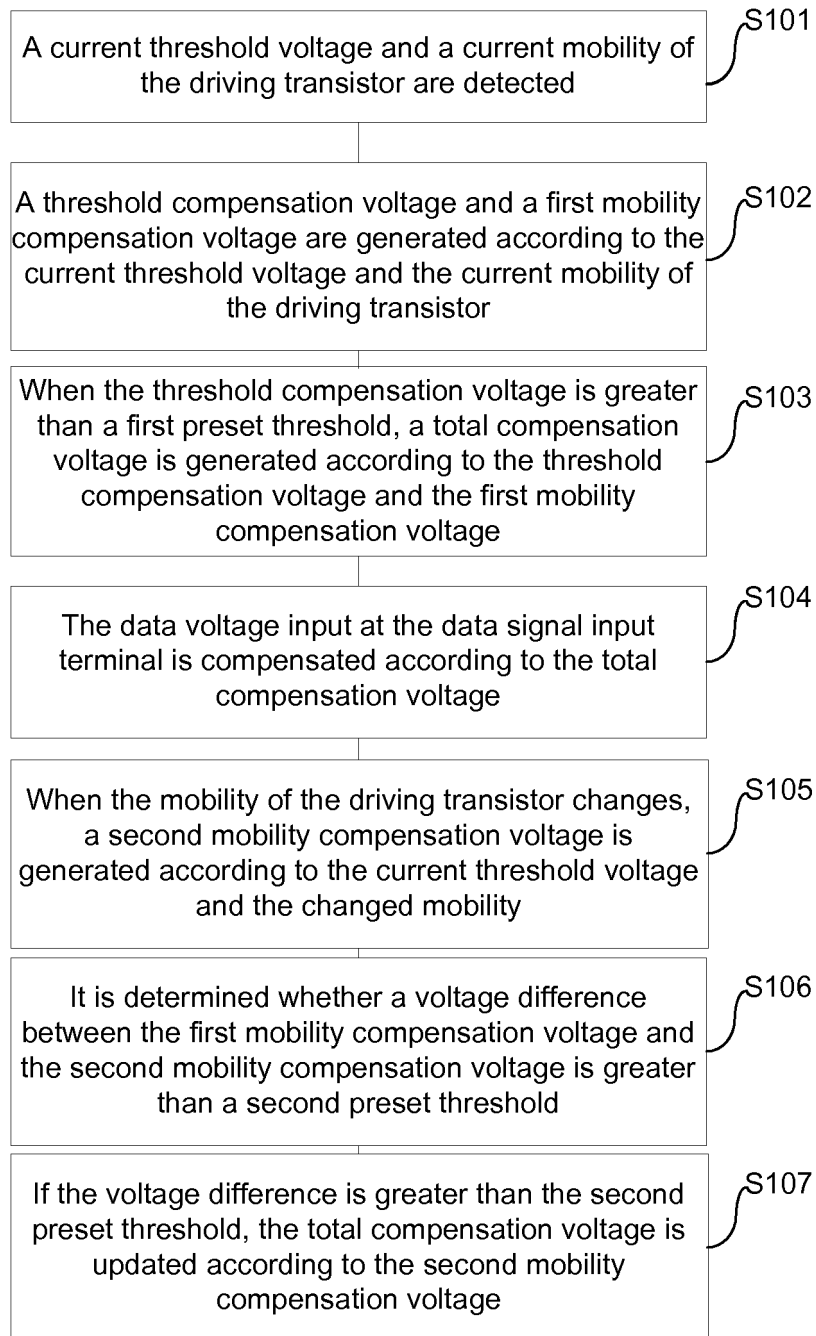 S101
A current threshold voltage and a current mobility of
the driving transistor are detected
S102
A threshold compensation voltage and a first mobility
compensation voltage are generated according to the
current threshold voltage and the current mobility of
the driving transistor
S103
When the threshold compensation voltage is greater
than a first preset threshold, a total compensation
voltage is generated according to the threshold
compensation voltage and the first mobility
compensation voltage
S104
The data voltage input at the data signal input
terminal is compensated according to the total
compensation voltage
S105
When the mobility of the driving transistor changes,
a second mobility compensation voltage is
generated according to the current threshold voltage
and the changed mobility
S106
It is determined whether a voltage difference
between the first mobility compensation voltage and
the second mobility compensation voltage is greater
than a second preset threshold
S107
If the voltage difference is greater than the second
preset threshold, the total compensation voltage is
updated according to the second mobility
compensation voltage